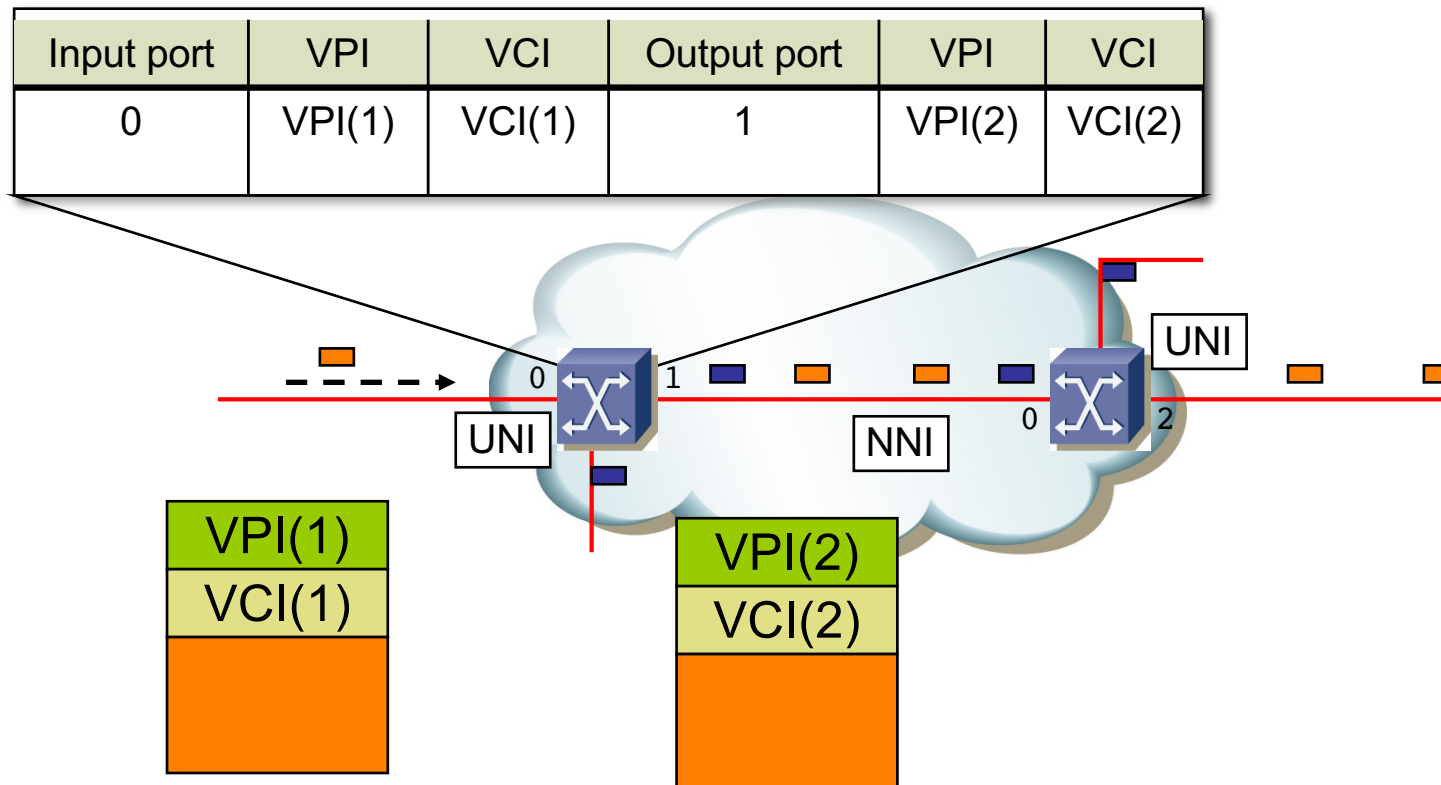 Input port VPI VCI Output port VPI VCI
0 VPI(1) VCI(1) 1 VPI(2) VCI(2)
UNI
0 1
0 2
UNI NNI
VPI(1)
VCI(1)
VPI(2)
VCI(2)